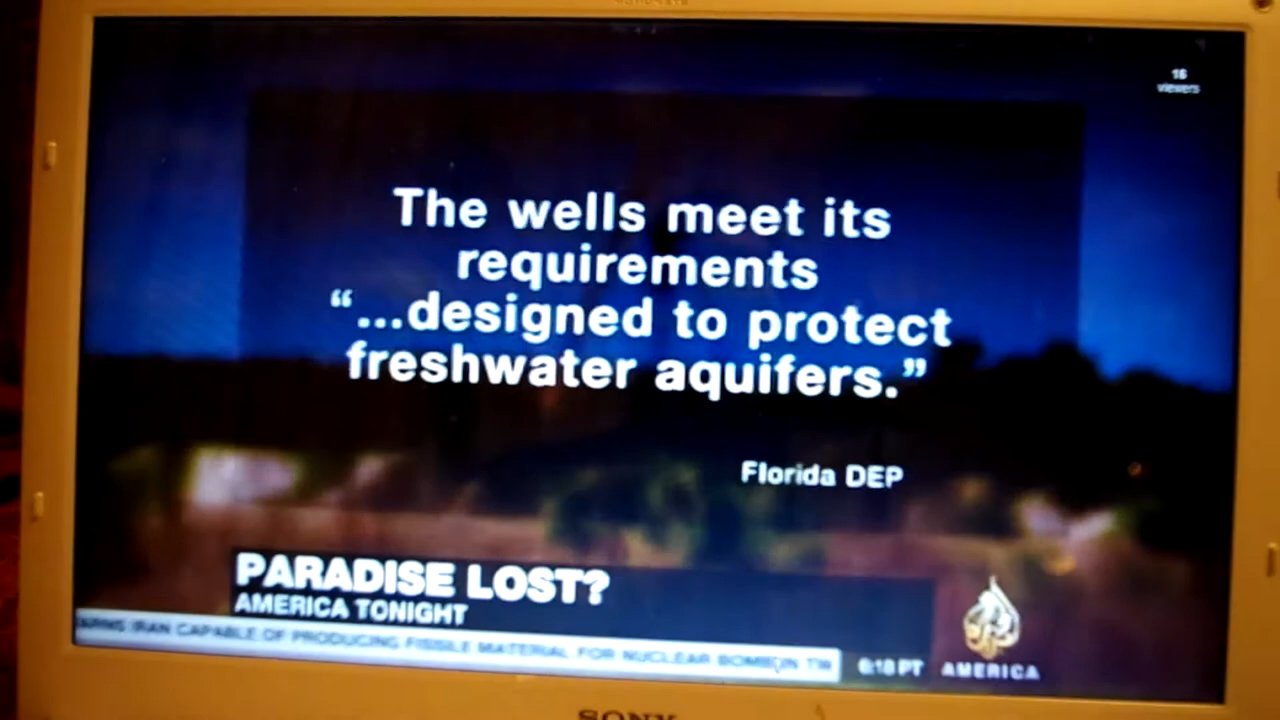 16
viewers
The wells meet its
requirements
“...designed to protect
freshwater aquifers.”
Florida DEP
PARADISE LOST?
AMERICA TONIGHT
IRAN CAPABLE OF PRODUCING FISSILE MATERIAL FOR NUCLEAR BOMB IN
6:18 PT
AMERICA
SONY